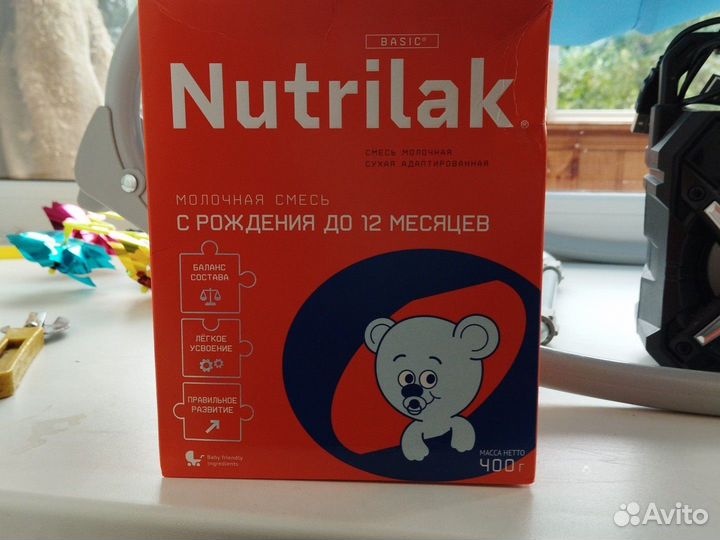 BASIC®
Nutrilak®
СМЕСЬ МОЛОЧНАЯ
СУХАЯ АДАПТИРОВАННАЯ
МОЛОЧНАЯ СМЕСЬ
С РОЖДЕНИЯ ДО 12 МЕСЯЦЕВ
БАЛАНС
СОСТАВА
ЛЁГКОЕ
УСВОЕНИЕ
ПРАВИЛЬНОЕ
РАЗВИТИЕ
Baby friendly
ingredients
МАССА НЕТТО
400 г
Avito